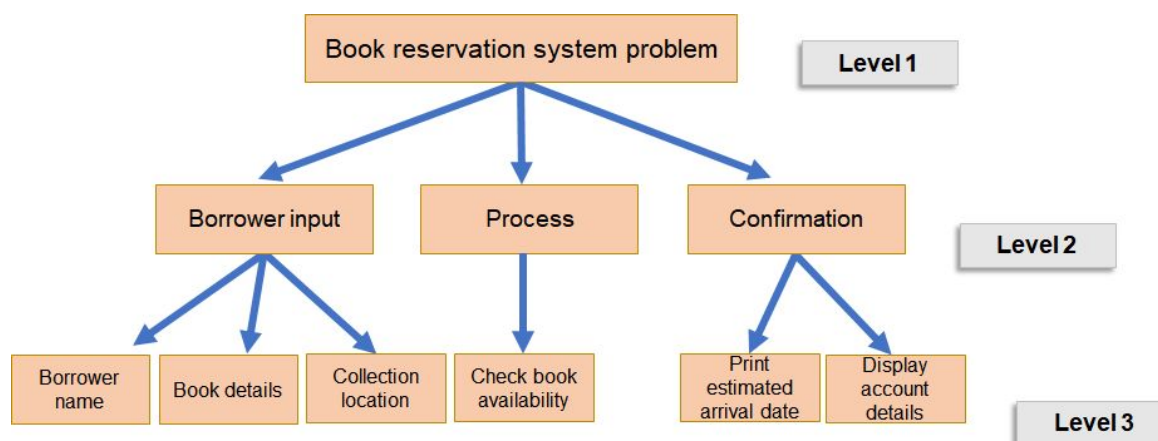 Book reservation system problem
Level 1
Borrower input
Process
Confirmation
Level 2
Borrower
name
Book details
Collection
location
Check book
availability
Print
estimated
arrival date
Display
account
details
Level 3